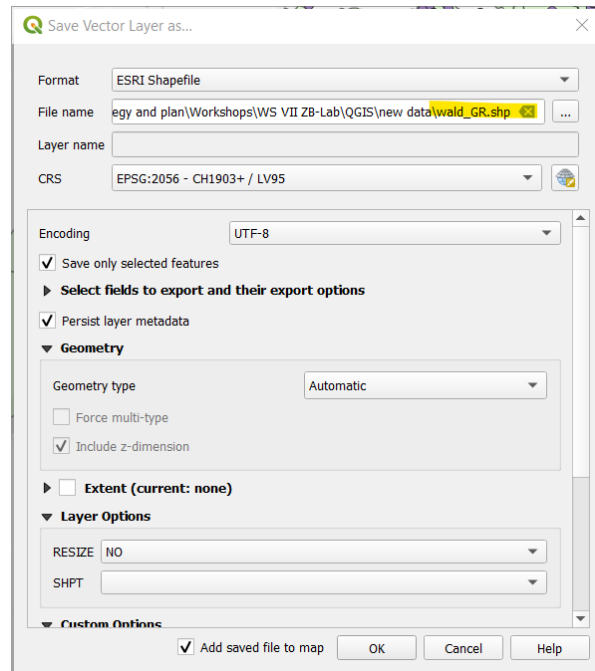 Save Vector Layer as...
Format ESRI Shapefile
File name egy and plan\Workshops\WS VII ZB-Lab\QGIS\new data\wald_GR.shp ...
Layer name
CRS EPSG:2056 - CH1903+ / LV95
Encoding UTF-8
Save only selected features
Select fields to export and their export options
Persist layer metadata
Geometry
Geometry type Automatic
Force multi-type
Include z-dimension
Extent (current: none)
Layer Options
RESIZE NO
SHPT
Custom Options
Add saved file to map OK Cancel Help